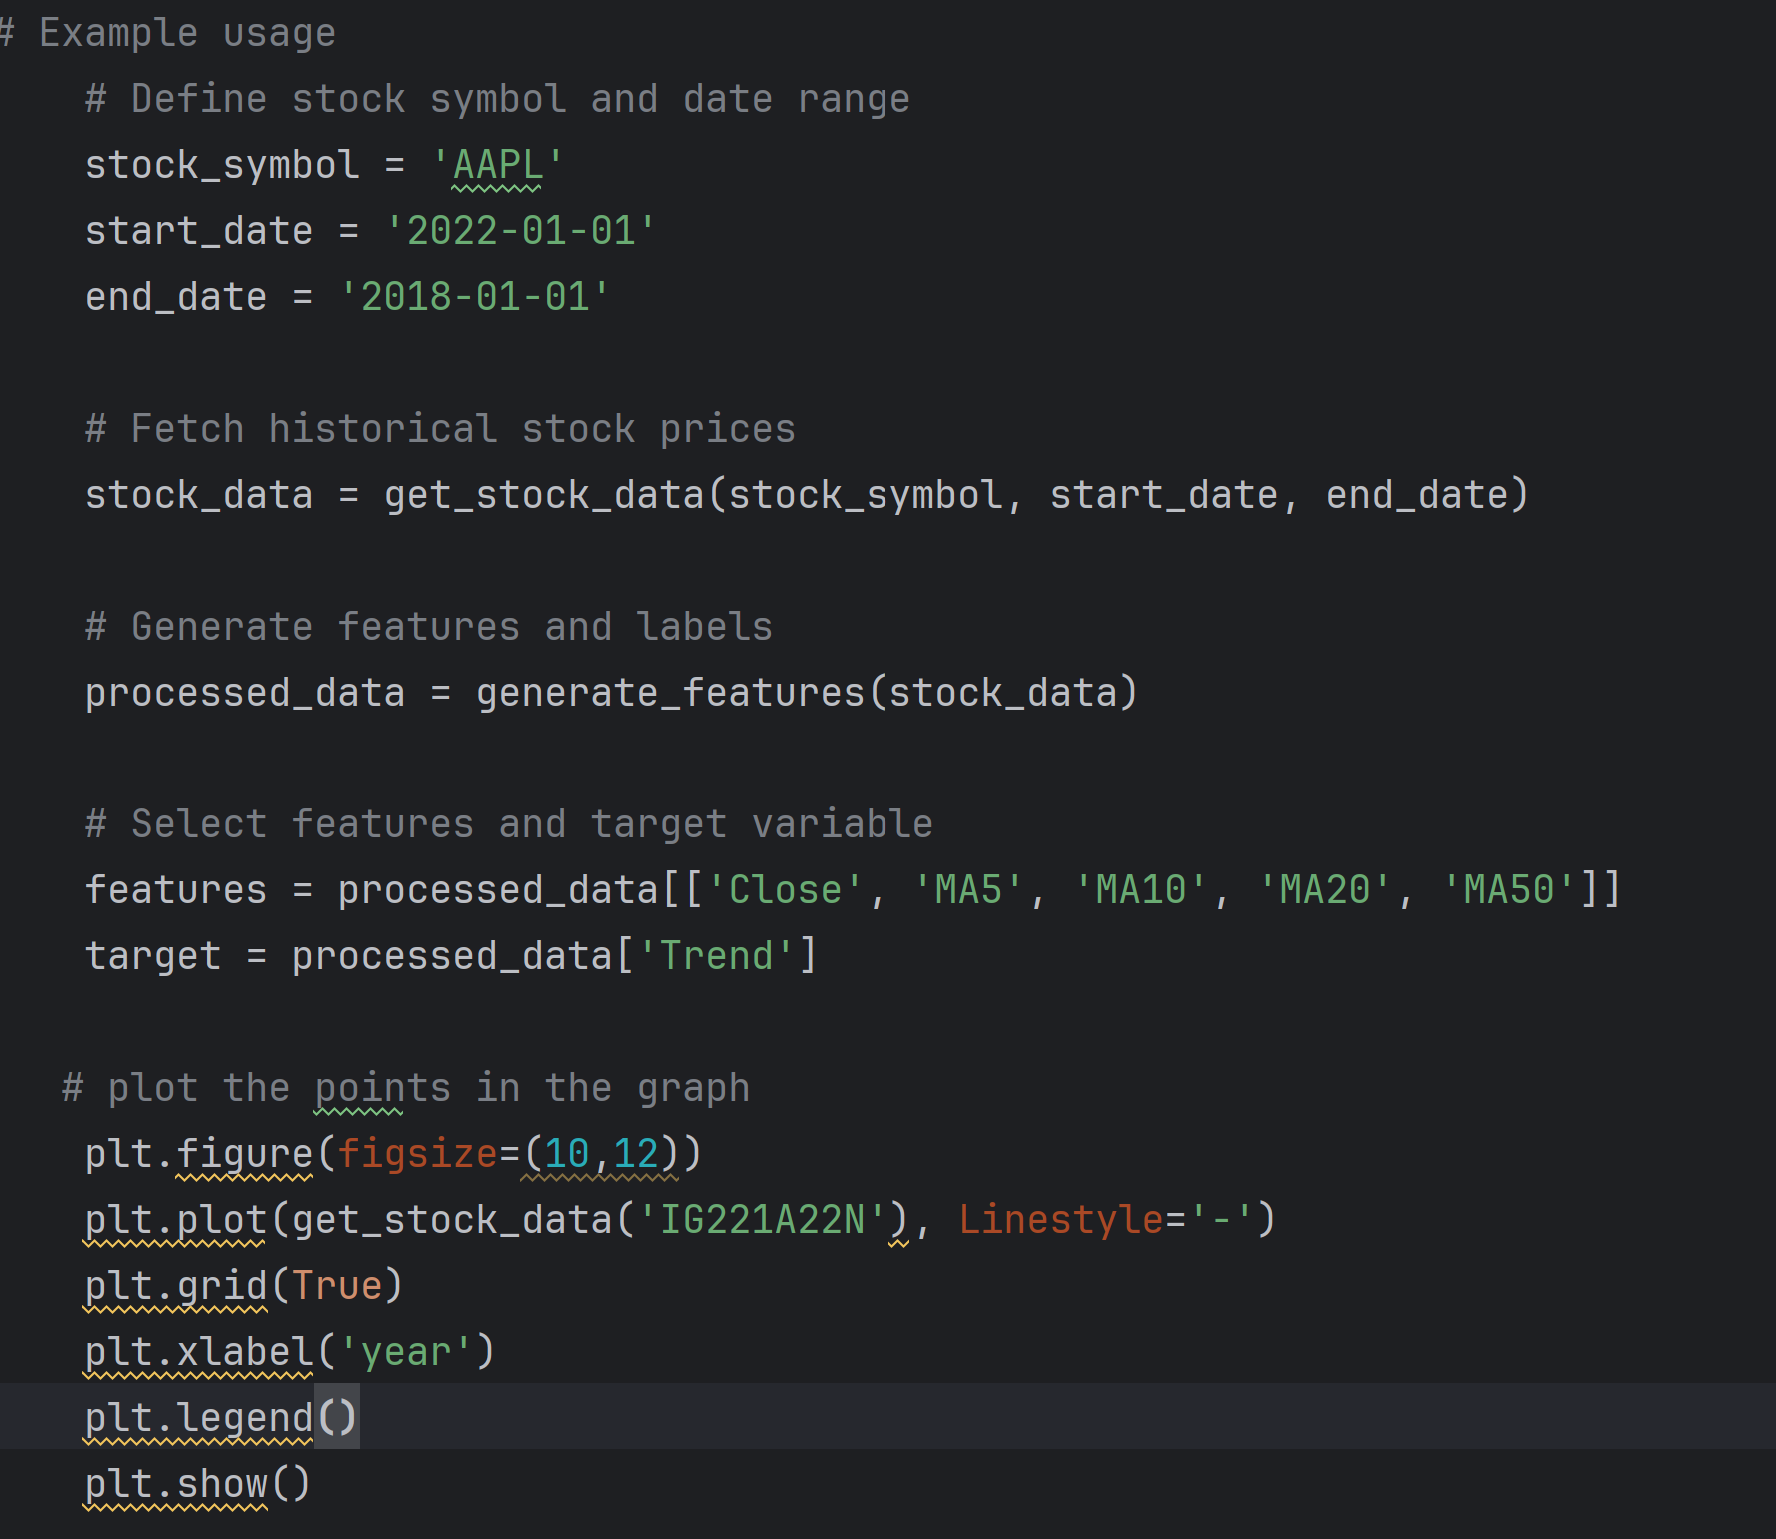 # Example usage
# Define stock symbol and date range
stock_symbol = 'AAPL'
start_date = '2022-01-01'
end_date = '2018-01-01'
# Fetch historical stock prices
stock_data = get_stock_data(stock_symbol, start_date, end_date)
# Generate features and labels
processed_data = generate_features(stock_data)
# Select features and target variable
features = processed_data[['Close', 'MA5', 'MA10', 'MA20', 'MA50']]
target = processed_data['Trend']
# plot the points in the graph
plt.figure(figsize=(10,12))
plt.plot(get_stock_data('IG221A22N'), Linestyle='-')
plt.grid(True)
plt.xlabel('year')
plt.legend()
plt.show()